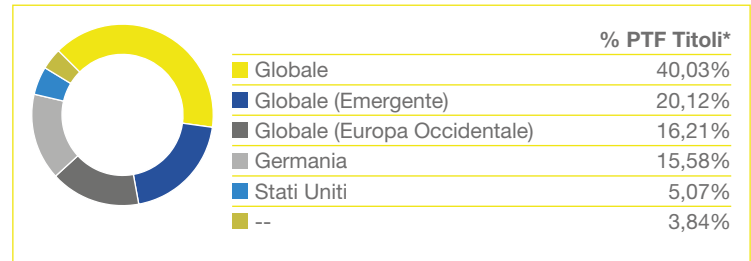 % PTF Titoli*
Globale 40,03%
Globale (Emergente) 20,12%
Globale (Europa Occidentale) 16,21%
Germania 15,58%
Stati Uniti 5,07%
-- 3,84%